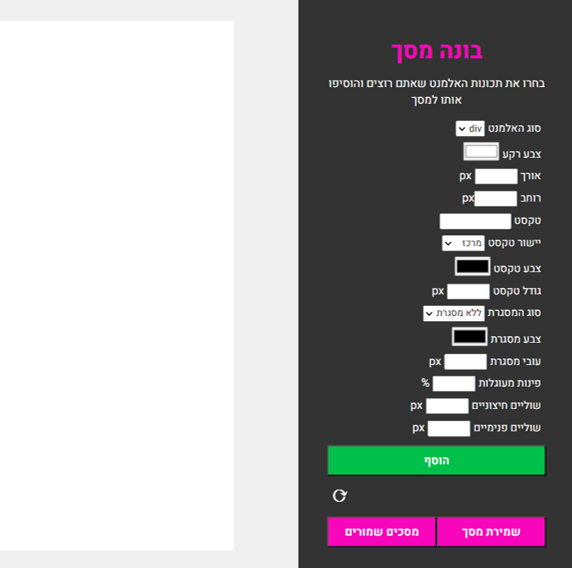 בונה מסך
בחרו את תכונות האלמנט שאתם רוצים והוסיפו
אותו למסך
סוג האלמנט div
צבע רקע
אורך px
רוחב px
טקסט
יישור טקסט מרכז
צבע טקסט
גודל טקסט px
סוג המסגרת ללא מסגרת
צבע מסגרת
עובי מסגרת px
פינות מעוגלות %
שוליים חיצוניים px
שוליים פנימיים px
הוסף
שמירת מסך מסכים שמורים